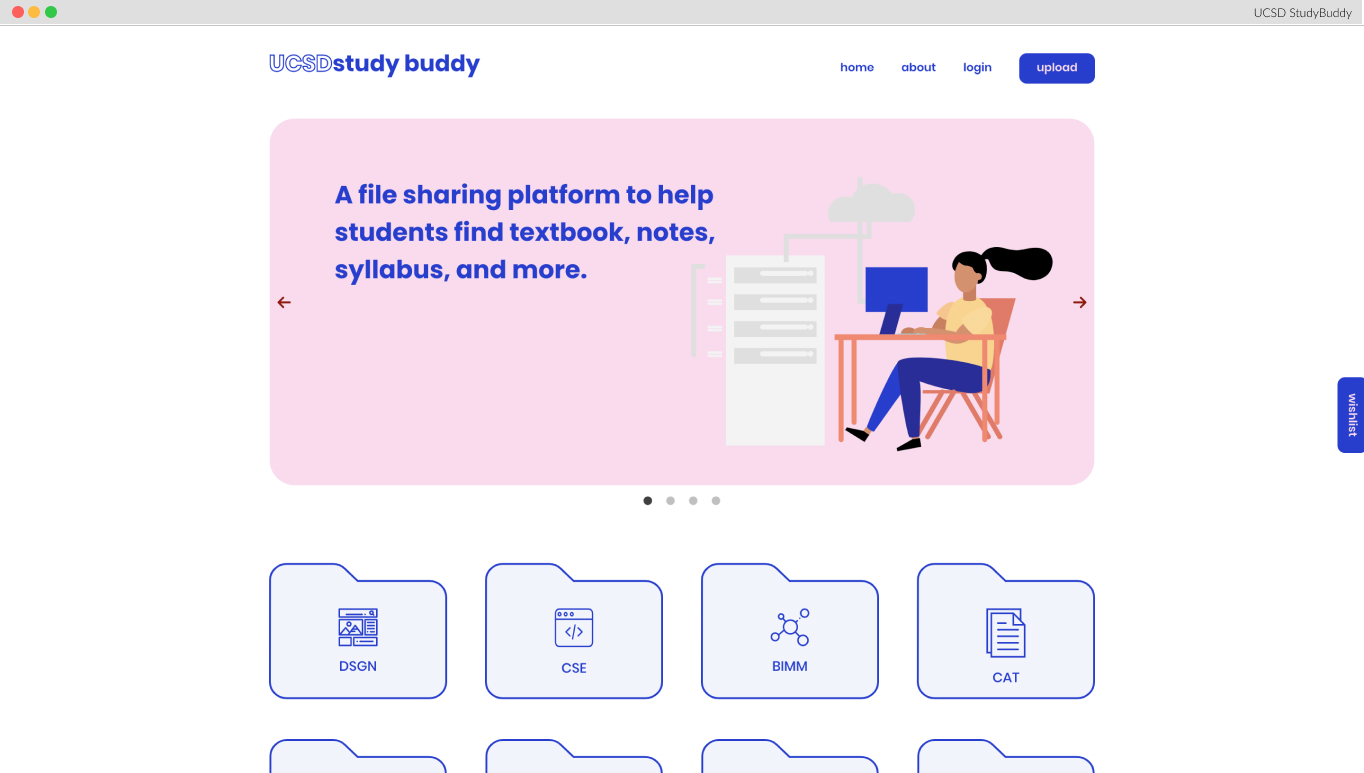 UCSD StudyBuddy
UCSDstudy buddy
home about login upload
A file sharing platform to help
students find textbook, notes,
syllabus, and more.
wishlist
DSGN CSE BIMM CAT